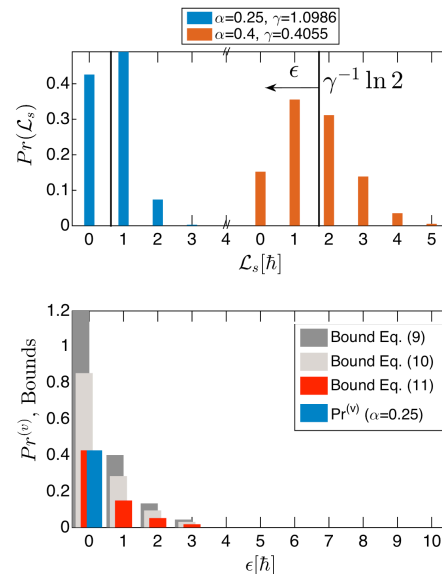 α=0.25, γ=1.0986
α=0.4, γ=0.4055
Pr(ℒₛ)
0.4
0.3
0.2
0.1
0
ϵ
γ⁻¹ ln 2
0 1 2 3 4 0 1 2 3 4 5
ℒₛ[ℏ]
Pr⁽ᵛ⁾, Bounds
1.2
1.0
0.8
0.6
0.4
0.2
0
Bound Eq. (9)
Bound Eq. (10)
Bound Eq. (11)
Pr⁽ᵛ⁾ (α=0.25)
0 1 2 3 4 5 6 7 8 9 10
ϵ[ℏ]